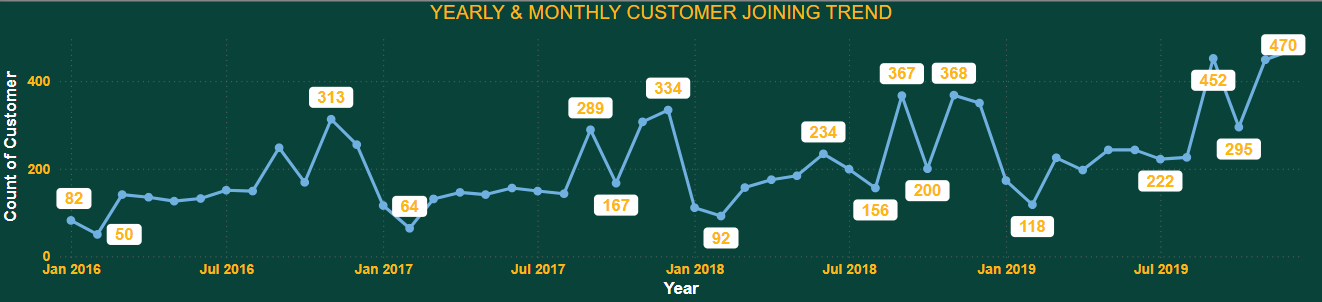 YEARLY & MONTHLY CUSTOMER JOINING TREND
Count of Customer
400
200
0
82
50
313
64
289
167
334
92
234
156
367
200
368
118
222
452
295
470
Jan 2016
Jul 2016
Jan 2017
Jul 2017
Jan 2018
Jul 2018
Jan 2019
Jul 2019
Year